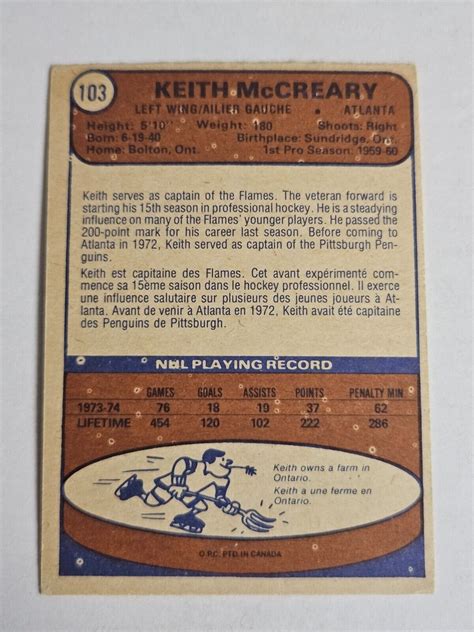 103
KEITH McCREARY
LEFT WING/AILIER GAUCHE • ATLANTA
Height: 5'10" Weight: 180 Shoots: Right
Born: 6-19-40 Birthplace: Sundridge, Ont.
Home: Bolton, Ont. 1st Pro Season: 1959-60
Keith serves as captain of the Flames. The veteran forward is
starting his 15th season in professional hockey. He is a steadying
influence on many of the Flames' younger players. He passed the
200-point mark for his career last season. Before coming to
Atlanta in 1972, Keith served as captain of the Pittsburgh Pen-
guins.
Keith est capitaine des Flames. Cet avant expérimenté com-
mence sa 15ème saison dans le hockey professionnel. Il exerce
une influence salutaire sur plusieurs des jeunes joueurs à At-
lanta. Avant de venir à Atlanta en 1972, Keith avait été capitaine
des Penguins de Pittsburgh.
NHL PLAYING RECORD
GAMES GOALS ASSISTS POINTS PENALTY MIN
1973-74 76 18 19 37 62
LIFETIME 454 120 102 222 286
Keith owns a farm in
Ontario.
Keith a une ferme en
Ontario.
O.P.C. PTD. IN CANADA